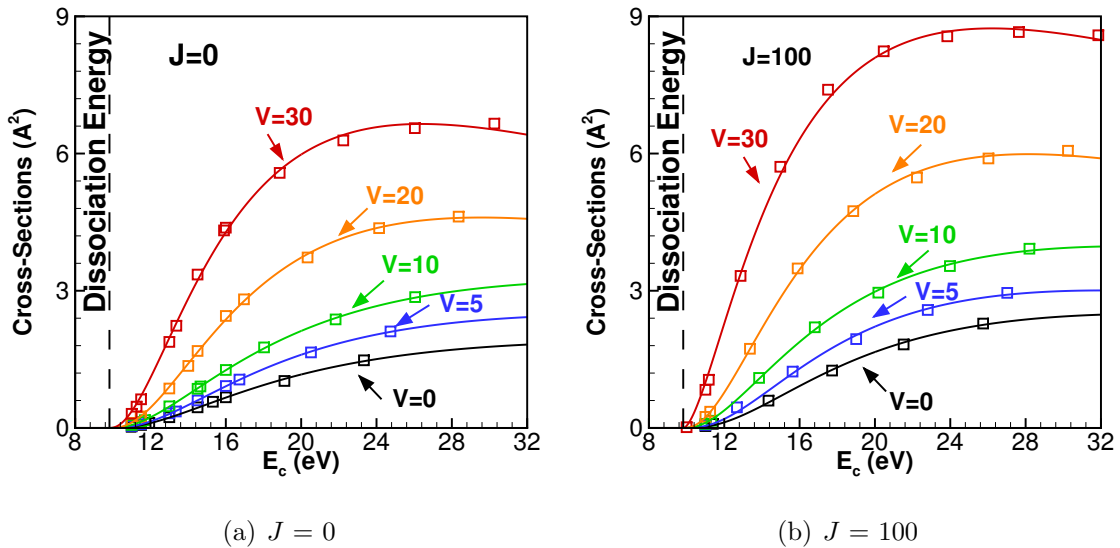 Cross-Sections (A²)
Dissociation Energy
J=0
V=30
V=20
V=10
V=5
V=0
0
3
6
9
8 12 16 20 24 28 32
E_c (eV)
(a) J = 0
Cross-Sections (A²)
Dissociation Energy
J=100
V=30
V=20
V=10
V=5
V=0
0
3
6
9
8 12 16 20 24 28 32
E_c (eV)
(b) J = 100